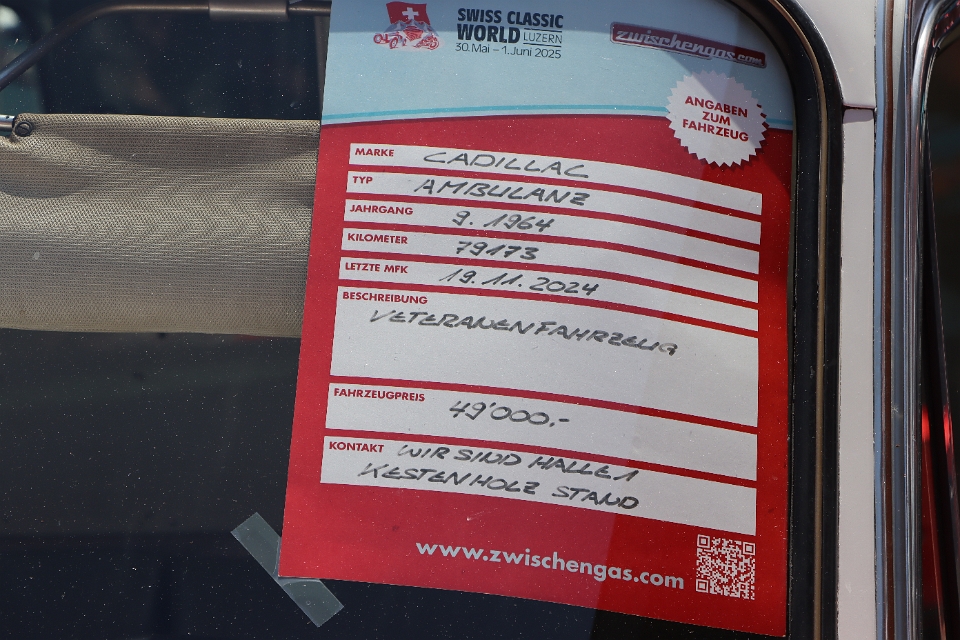 SWISS CLASSIC
WORLD LUZERN
30. Mai – 1. Juni 2025
zwischengas.com
ANGABEN
ZUM
FAHRZEUG
MARKE CADILLAC
TYP AMBULANZ
JAHRGANG 9. 1964
KILOMETER 79173
LETZTE MFK 19. 11. 2024
BESCHREIBUNG
VETERANENFAHRZEUG
FAHRZEUGPREIS 49'000,-
KONTAKT WIR SIND HALLE 1
KESTENHOLZ STAND
www.zwischengas.com